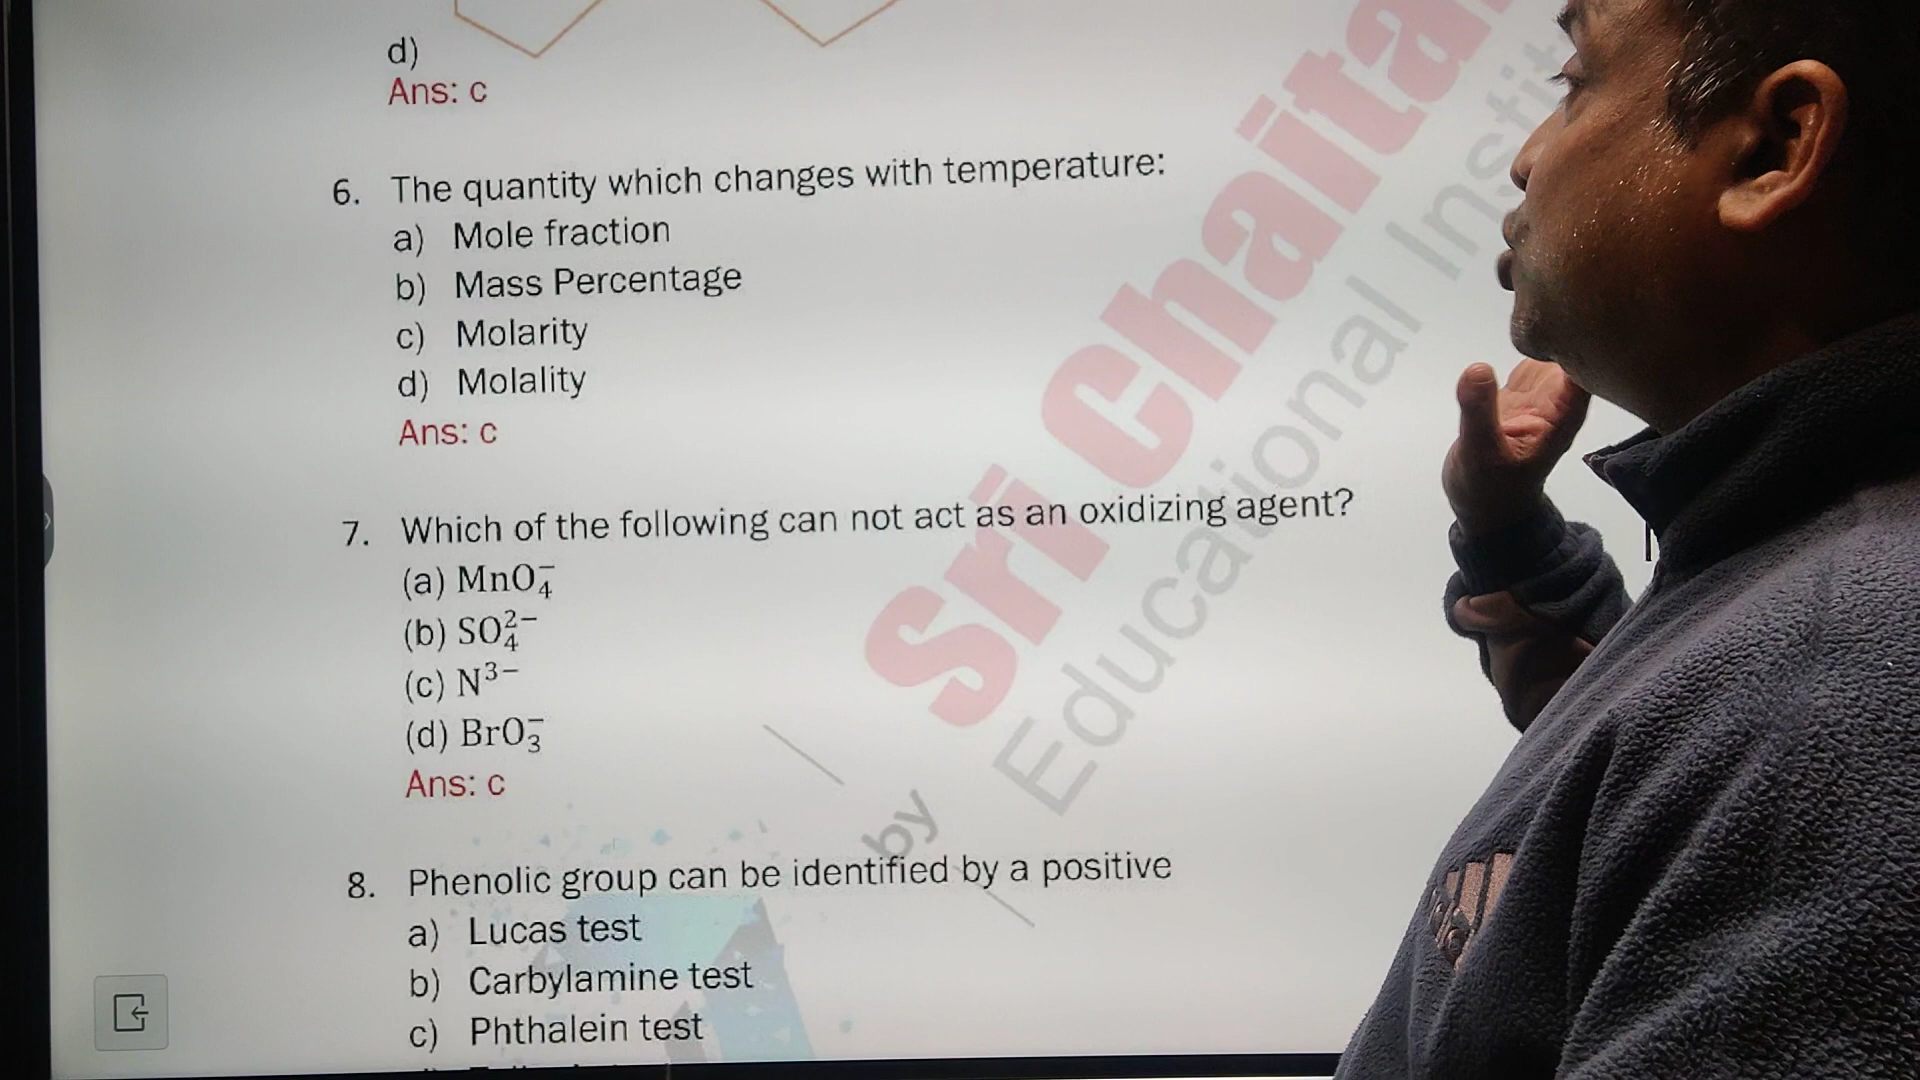 d)
Ans: c
6. The quantity which changes with temperature:
a) Mole fraction
b) Mass Percentage
c) Molarity
d) Molality
Ans: c
7. Which of the following can not act as an oxidizing agent?
(a) MnO₄⁻
(b) SO₄²⁻
(c) N³⁻
(d) BrO₃⁻
Ans: c
8. Phenolic group can be identified by a positive
a) Lucas test
b) Carbylamine test
c) Phthalein test
Sri
by Educational